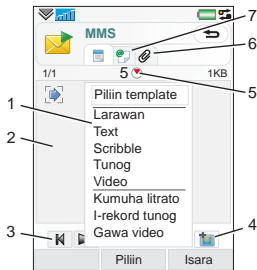 7
MMS
6
1/1
5
1KB
5
1
Piliin template
Larawan
Text
2
Scribble
Tunog
Video
Kumuha litrato
3
I-rekord tunog
4
Gawa video
Piliin
Isara